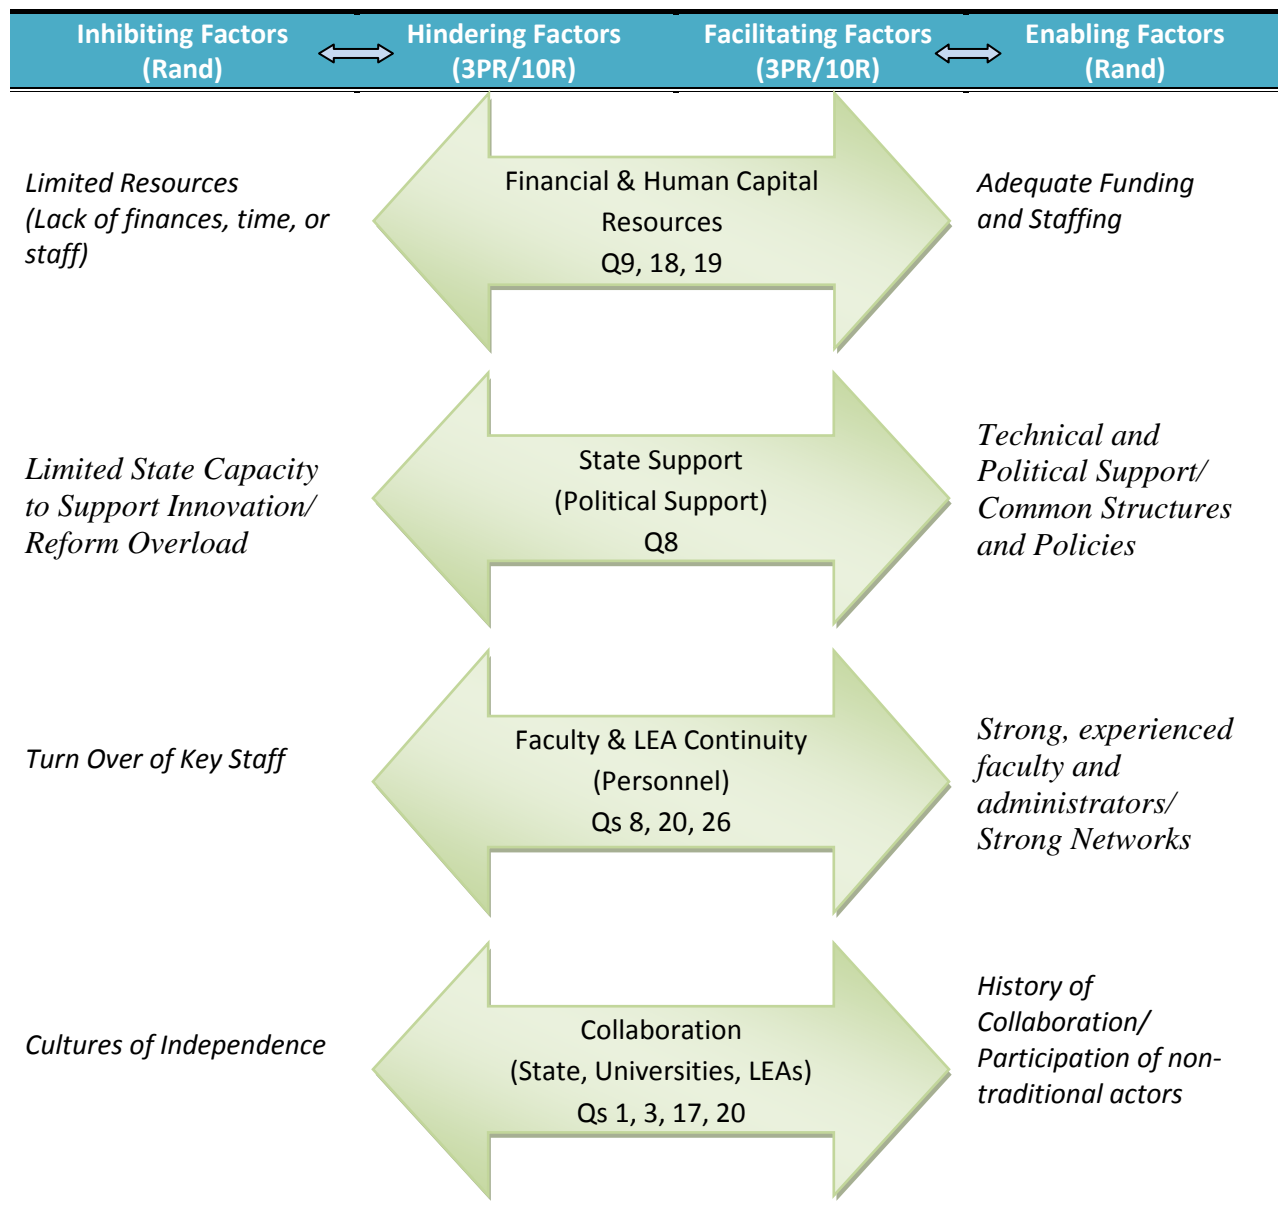 Inhibiting Factors
(Rand)
Hindering Factors
(3PR/10R)
Facilitating Factors
(3PR/10R)
Enabling Factors
(Rand)
Limited Resources
(Lack of finances, time, or
staff)
Financial & Human Capital
Resources
Q9, 18, 19
Adequate Funding
and Staffing
Limited State Capacity
to Support Innovation/
Reform Overload
State Support
(Political Support)
Q8
Technical and
Political Support/
Common Structures
and Policies
Turn Over of Key Staff
Faculty & LEA Continuity
(Personnel)
Qs 8, 20, 26
Strong, experienced
faculty and
administrators/
Strong Networks
Cultures of Independence
Collaboration
(State, Universities, LEAs)
Qs 1, 3, 17, 20
History of
Collaboration/
Participation of non-
traditional actors